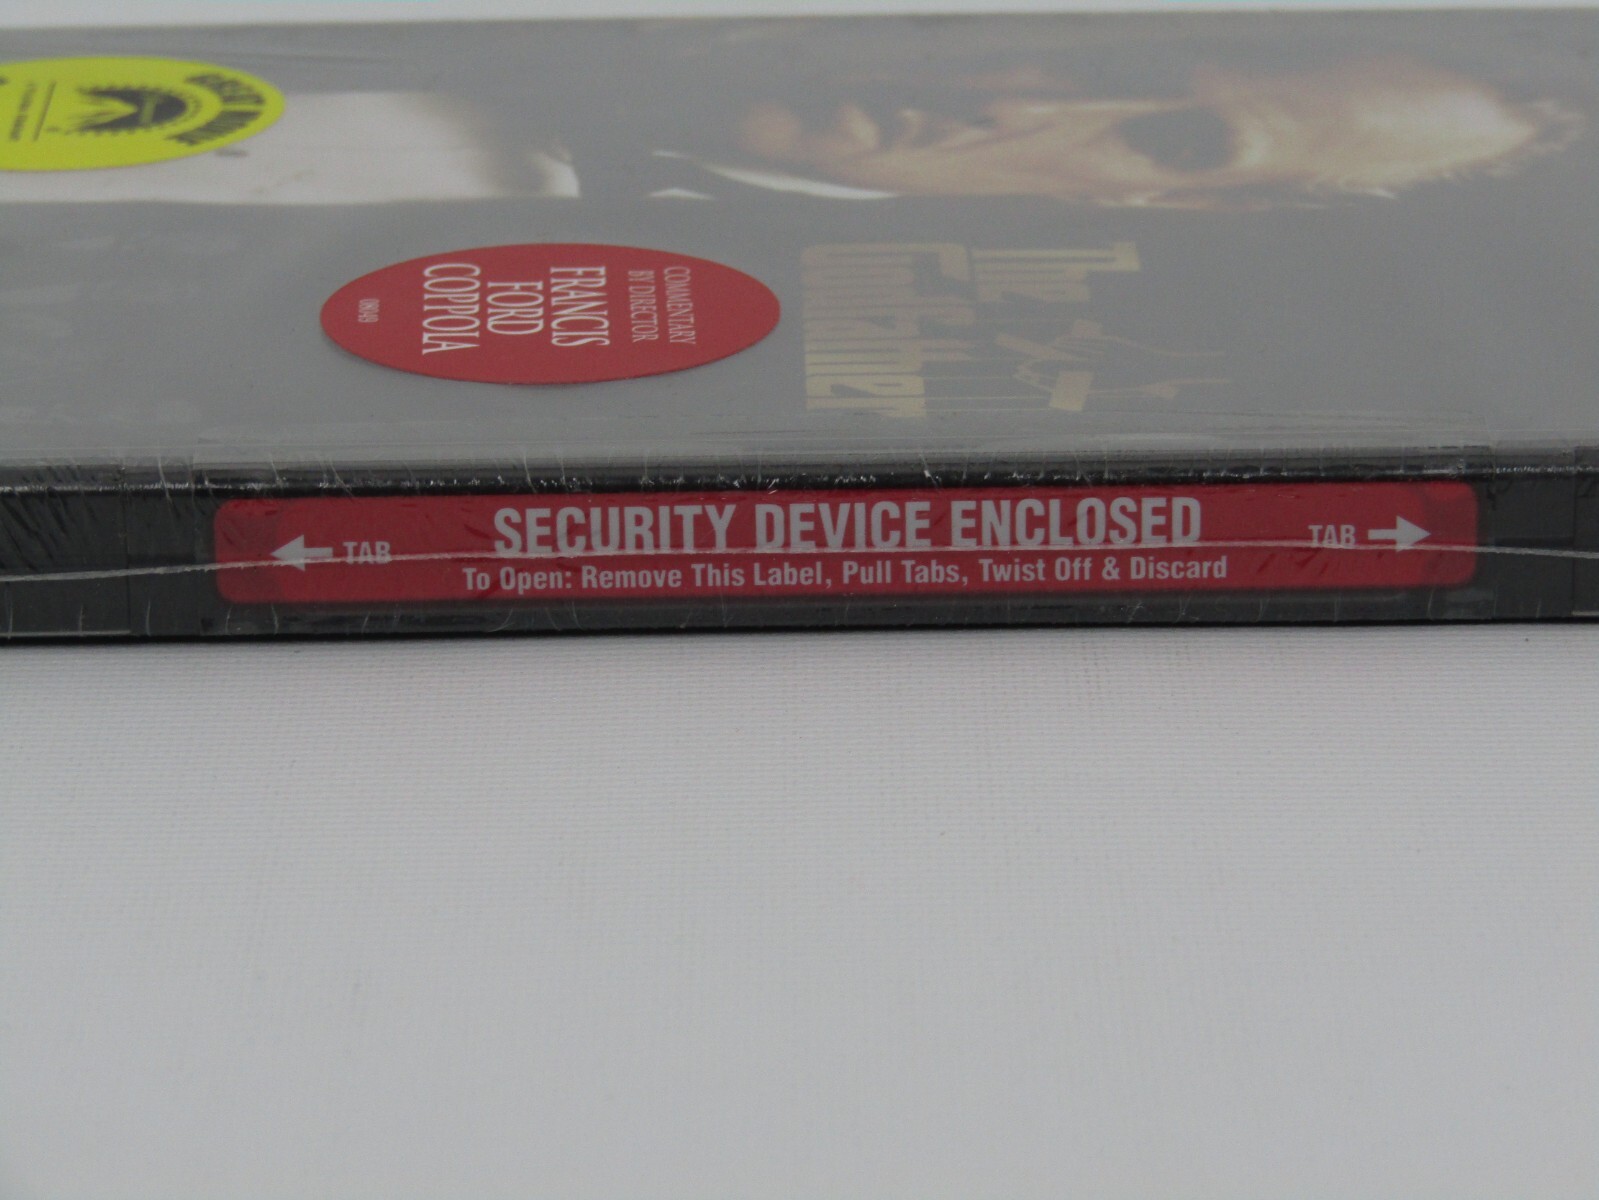 The
Godfather
COMMENTARY
BY DIRECTOR
FRANCIS
FORD
COPPOLA
08049
SECURITY DEVICE ENCLOSED
TAB
TAB
To Open: Remove This Label, Pull Tabs, Twist Off & Discard